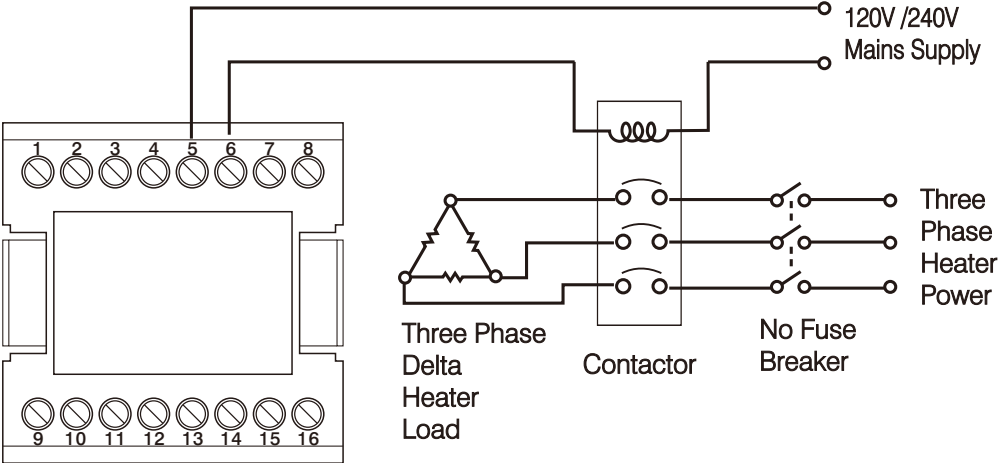 120V /240V
Mains Supply
1 2 3 4 5 6 7 8
Three
Phase
Heater
Power
Three Phase
Delta
Heater
Load
Contactor
No Fuse
Breaker
9 10 11 12 13 14 15 16